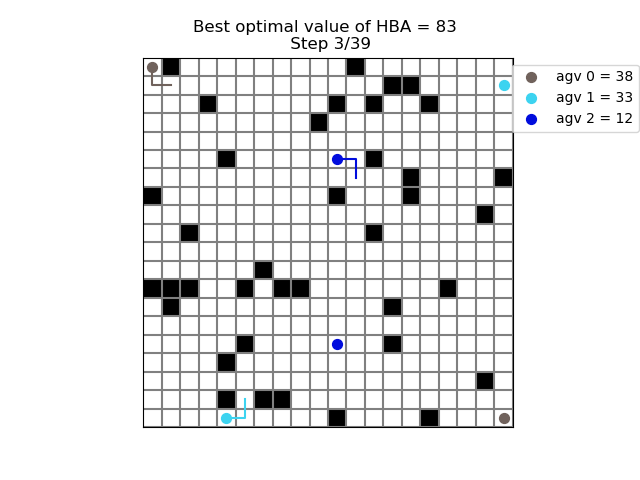 Best optimal value of HBA = 83
Step 3/39
agv 0 = 38
agv 1 = 33
agv 2 = 12